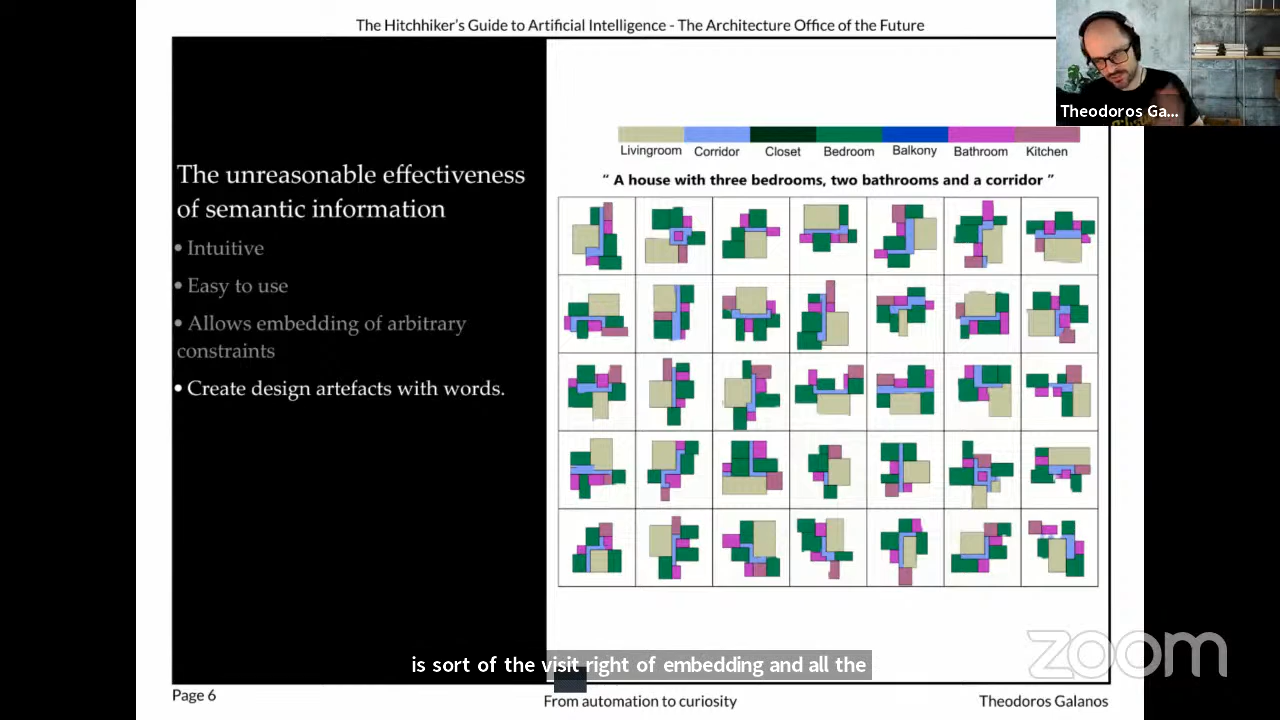 The Hitchhiker's Guide to Artificial Intelligence - The Architecture Office of the Future
Theodoros Ga...
The unreasonable effectiveness
of semantic information
• Intuitive
• Easy to use
• Allows embedding of arbitrary
constraints
• Create design artefacts with words.
Livingroom Corridor Closet Bedroom Balkony Bathroom Kitchen
“ A house with three bedrooms, two bathrooms and a corridor ”
is sort of the visit right of embedding and all the
zoom
Page 6 From automation to curiosity Theodoros Galanos